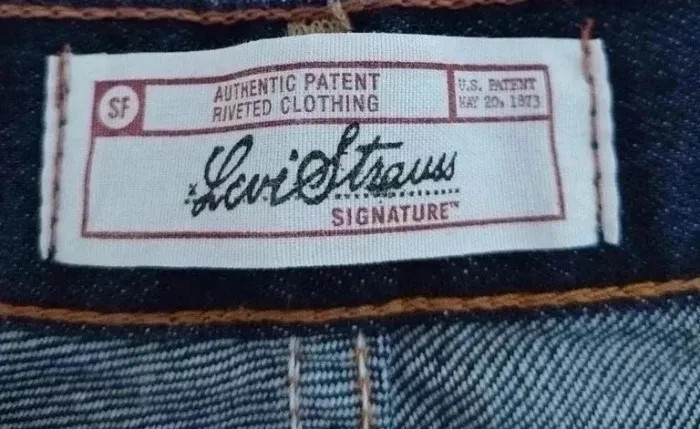 SF
AUTHENTIC PATENT
RIVETED CLOTHING
U.S. PATENT
MAY 20, 1873
Levi Strauss
SIGNATURE™